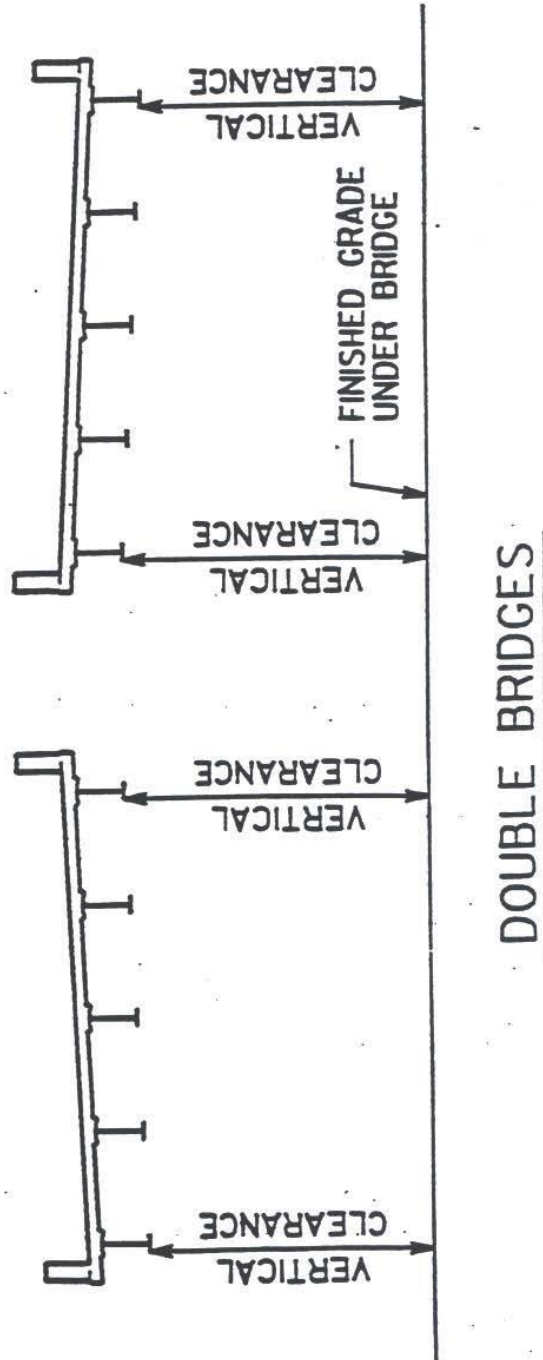 VERTICAL
CLEARANCE
VERTICAL
CLEARANCE
VERTICAL
CLEARANCE
VERTICAL
CLEARANCE
FINISHED GRADE
UNDER BRIDGE
DOUBLE BRIDGES